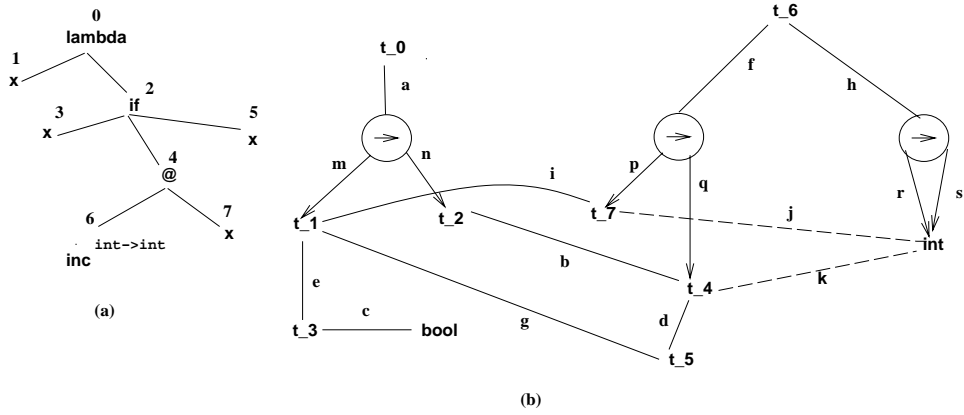 0
lambda
1
x
2
if
3
x
5
x
4
@
6
inc int->int
7
x
(a)
t_0
a
m
n
t_1
t_2
i
e
b
c
t_3
bool
g
t_6
f
h
p
q
r
s
t_7
j
int
k
t_4
d
t_5
(b)